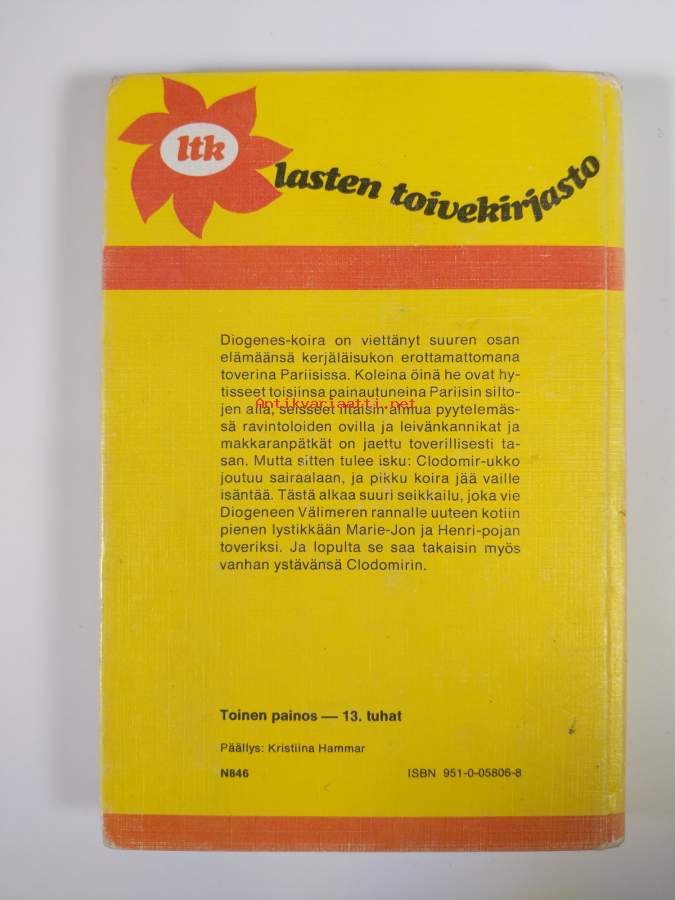 ltk
lasten toivekirjasto
Diogenes-koira on viettänyt suuren osan
elämäänsä kerjäläisukon erottamattomana
toverina Pariisissa. Koleina öinä he ovat hy-
tisseet toisiinsa painautuneina Pariisin silto-
Antikvariaatti.net
jen alla, seisseet iltaisin almua pyytelemäs-
sä ravintoloiden ovilla ja leivänkannikat ja
makkaranpätkät on jaettu toverillisesti ta-
san. Mutta sitten tulee isku: Clodomir-ukko
joutuu sairaalaan, ja pikku koira jää vaille
isäntää. Tästä alkaa suuri seikkailu, joka vie
Diogeneen Välimeren rannalle uuteen kotiin
pienen lystikkään Marie-Jon ja Henri-pojan
toveriksi. Ja lopulta se saa takaisin myös
vanhan ystävänsä Clodomirin.
Toinen painos — 13. tuhat
Päällys: Kristiina Hammar
N846 ISBN 951-0-05806-8